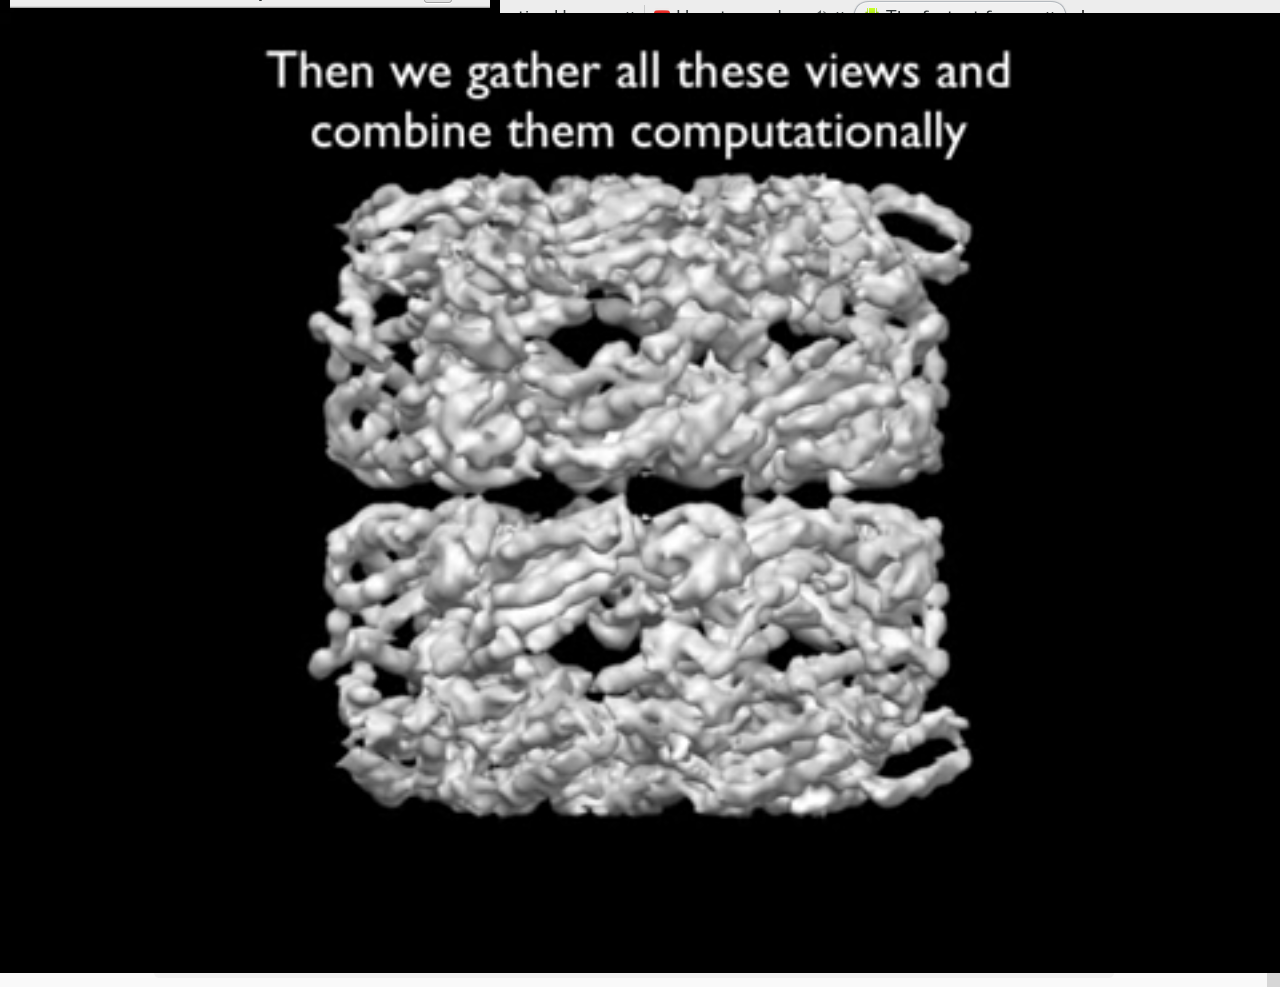 Then we gather all these views and
combine them computationally